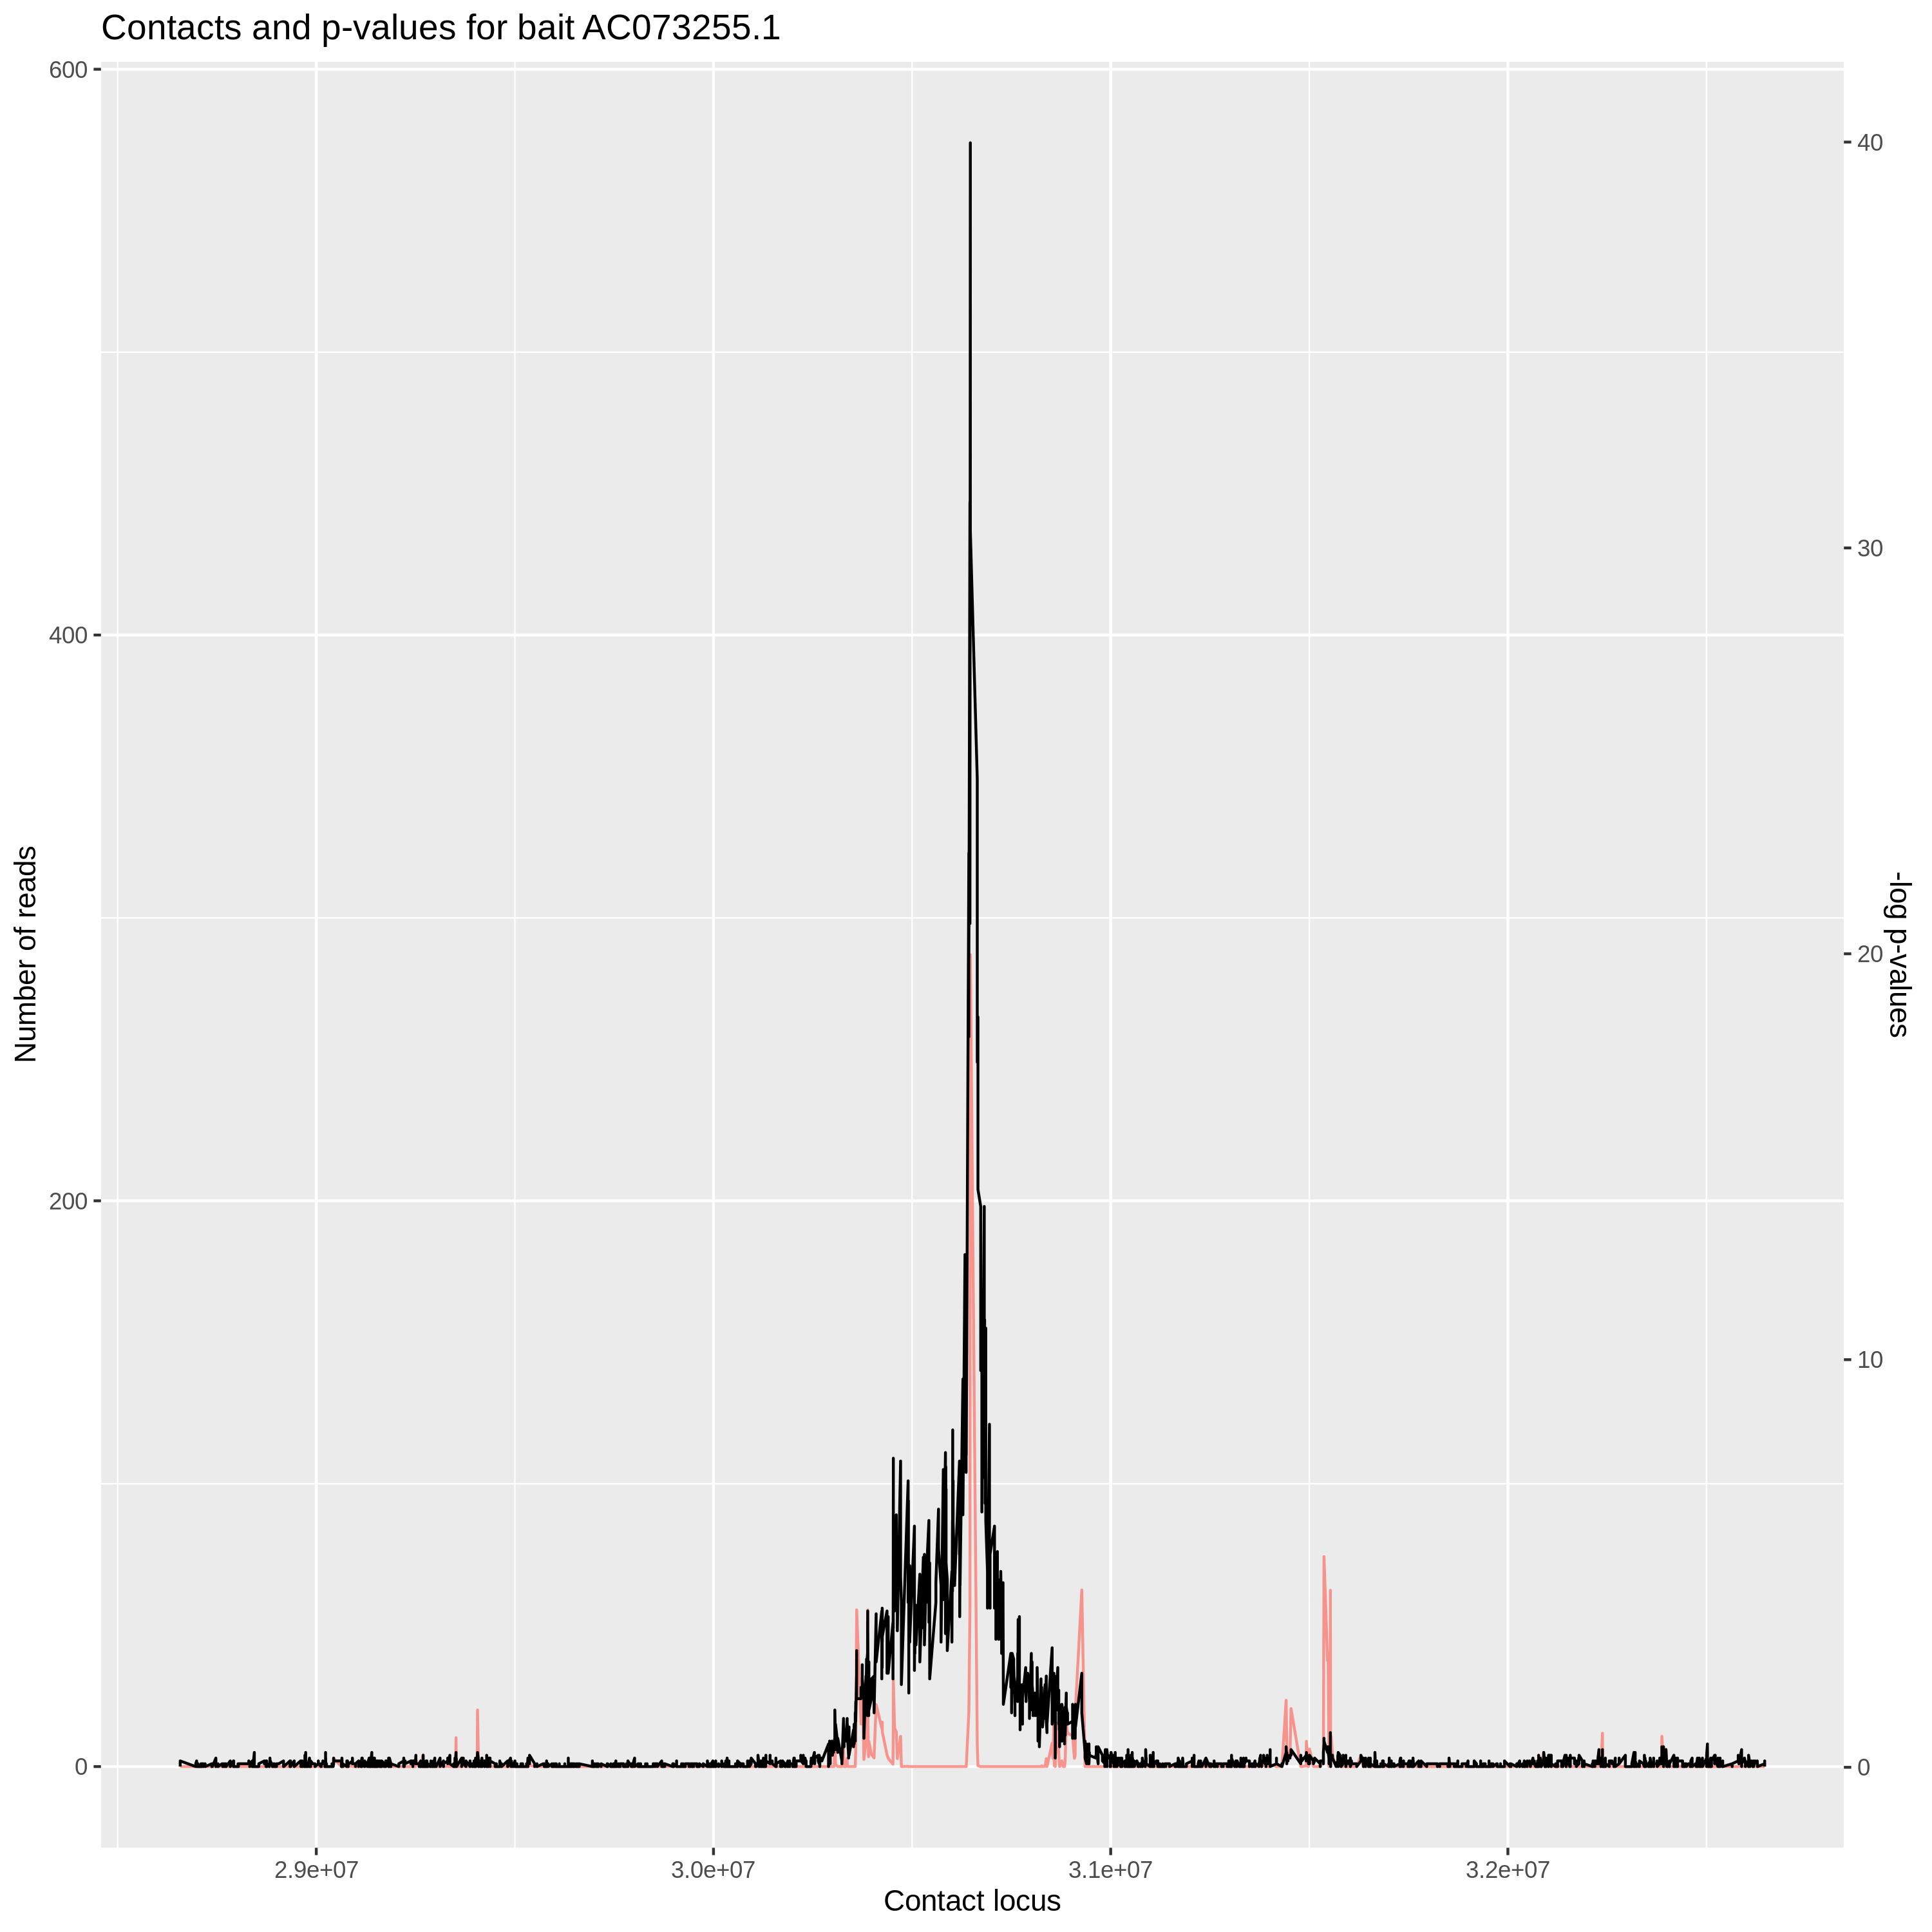 Contacts and p-values for bait AC073255.1
600
400
200
0
Number of reads
40
30
20
10
0
-log p-values
2.9e+07
3.0e+07
3.1e+07
3.2e+07
Contact locus